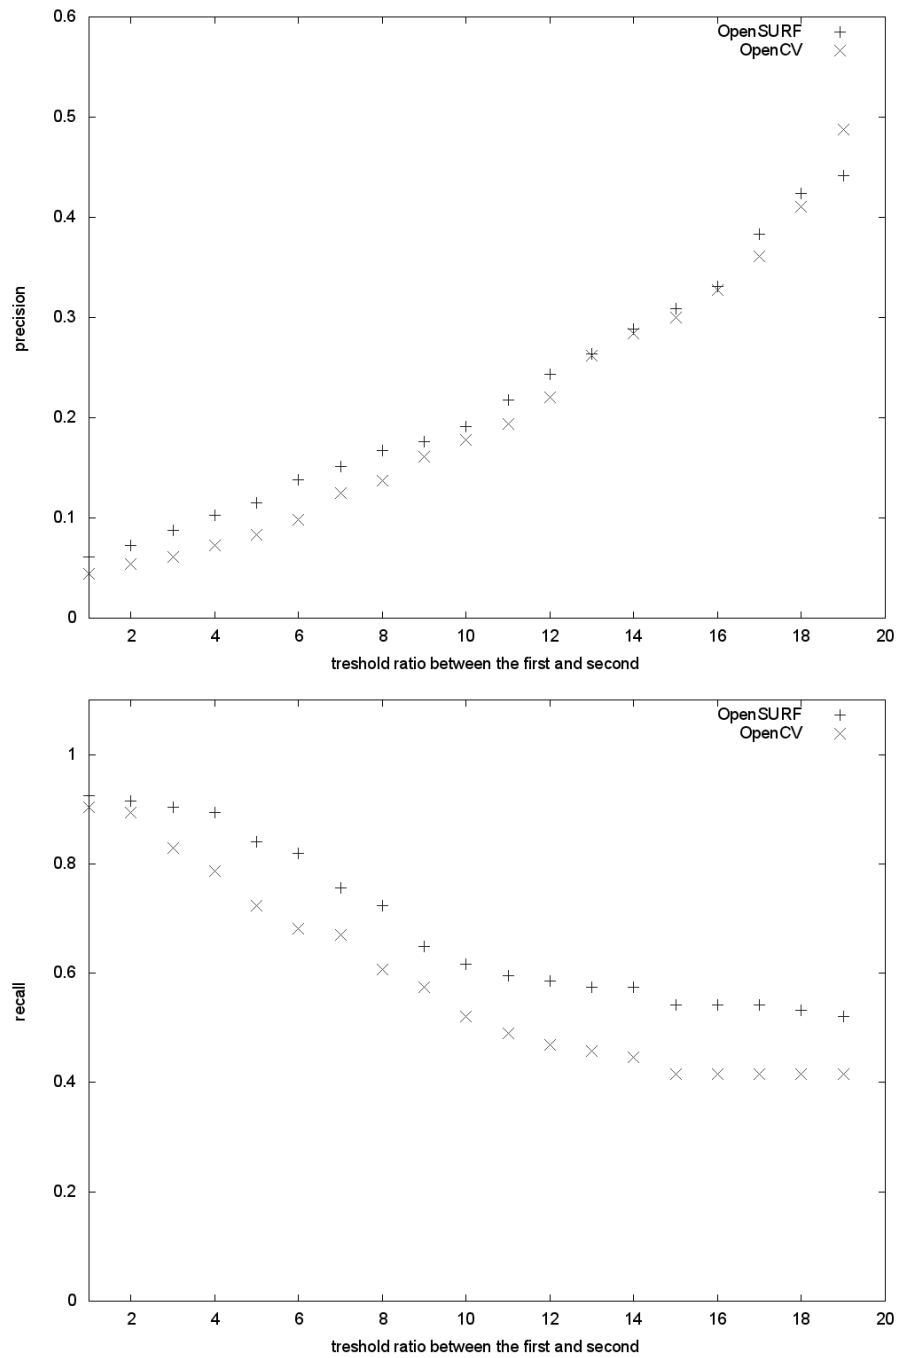 0.6
OpenSURF
OpenCV
0.5
0.4
0.3
0.2
0.1
0
precision
2 4 6 8 10 12 14 16 18 20
treshold ratio between the first and second
OpenSURF
OpenCV
1
0.8
0.6
0.4
0.2
0
recall
2 4 6 8 10 12 14 16 18 20
treshold ratio between the first and second